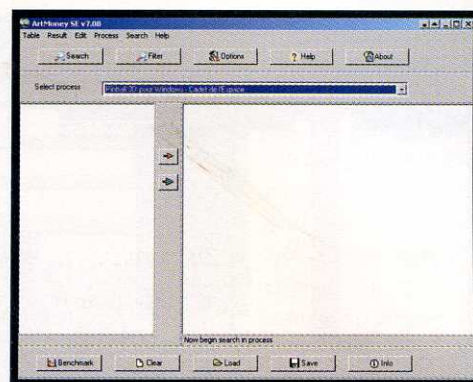 ArtMoney SE v7.00
Table Result Edit Process Search Help
Search Filter Options ? Help About
Select process Pinball 3D pour Windows - Cadet de l'Espace
Now begin search in process
Benchmark Clear Load Save Info